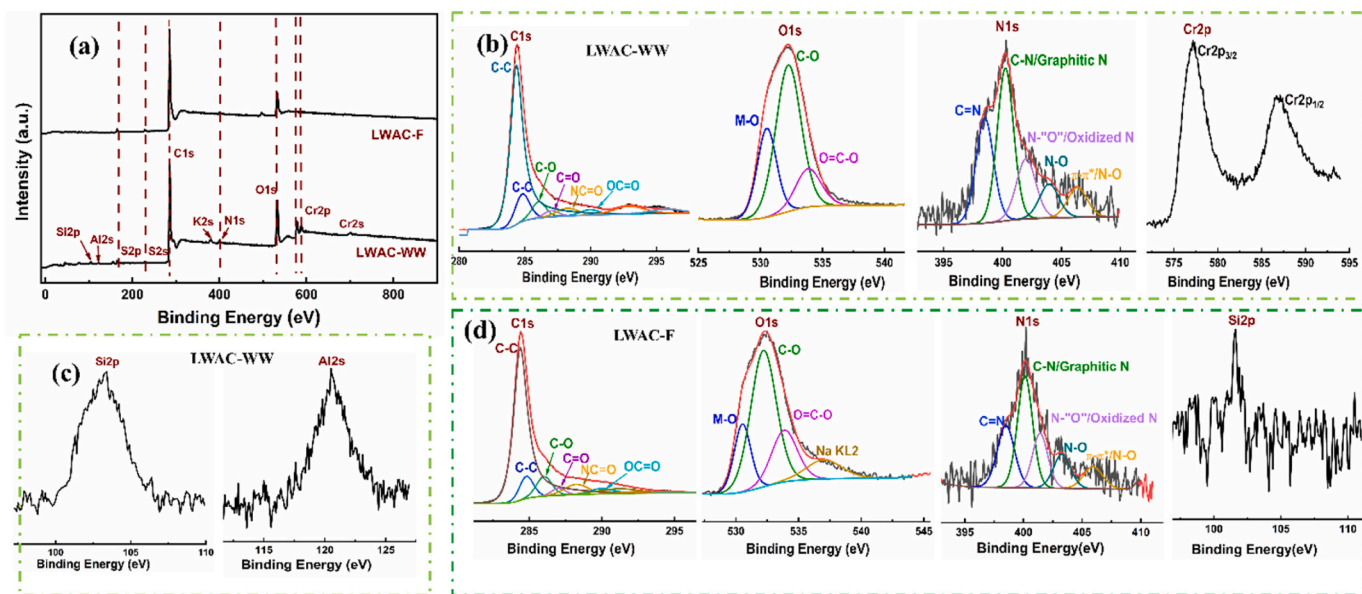 (a)
Intensity (a.u.)
LWAC-F
C1s
O1s
K2s
N1s
Cr2p
Cr2s
Si2p
Al2s
S2p
S2s
LWAC-WW
0 200 400 600 800
Binding Energy (eV)
(b)
LWAC-WW
C1s
C-C
C-C
C-O
C=O
NC=O
OC=O
280 285 290 295
Binding Energy (eV)
O1s
C-O
M-O
O=C-O
525 530 535 540
Binding Energy (eV)
N1s
C-N/Graphitic N
C=N
N-"O"/Oxidized N
N-O
π-π*/N-O
395 400 405 410
Binding Energy (eV)
Cr2p
Cr2p3/2
Cr2p1/2
575 580 585 590 595
Binding Energy (eV)
(c)
LWAC-WW
Si2p
100 105 110
Binding Energy (eV)
Al2s
115 120 125
Binding Energy (eV)
(d)
LWAC-F
C1s
C-C
C-C
C-O
C=O
NC=O
OC=O
285 290 295
Binding Energy (eV)
O1s
C-O
M-O
O=C-O
Na KL2
530 535 540 545
Binding Energy (eV)
N1s
C-N/Graphitic N
C=N
N-"O"/Oxidized N
N-O
π-π*/N-O
395 400 405 410
Binding Energy (eV)
Si2p
100 105 110
Binding Energy(eV)